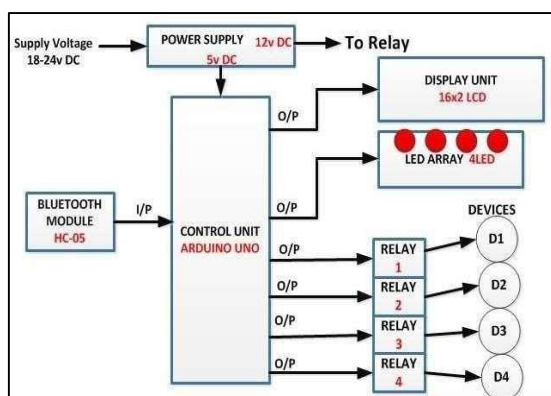 Supply Voltage
18-24v DC
POWER SUPPLY 12v DC
5v DC
To Relay
DISPLAY UNIT
16x2 LCD
O/P
LED ARRAY 4LED
O/P
BLUETOOTH
MODULE
HC-05
I/P
CONTROL UNIT
ARDUINO UNO
DEVICES
O/P
RELAY
1
D1
O/P
RELAY
2
D2
O/P
RELAY
3
D3
O/P
RELAY
4
D4